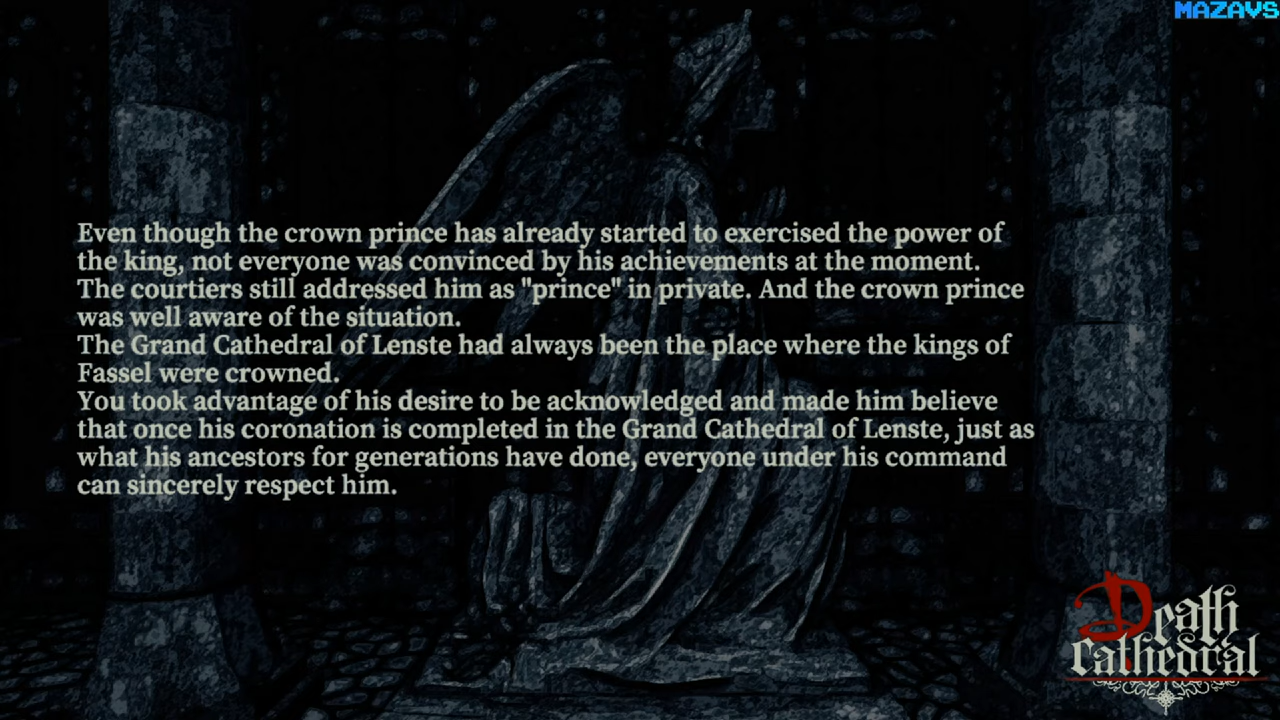 MAZAVS
Even though the crown prince has already started to exercised the power of
the king, not everyone was convinced by his achievements at the moment.
The courtiers still addressed him as "prince" in private. And the crown prince
was well aware of the situation.
The Grand Cathedral of Lenste had always been the place where the kings of
Fassel were crowned.
You took advantage of his desire to be acknowledged and made him believe
that once his coronation is completed in the Grand Cathedral of Lenste, just as
what his ancestors for generations have done, everyone under his command
can sincerely respect him.
Death
Cathedral